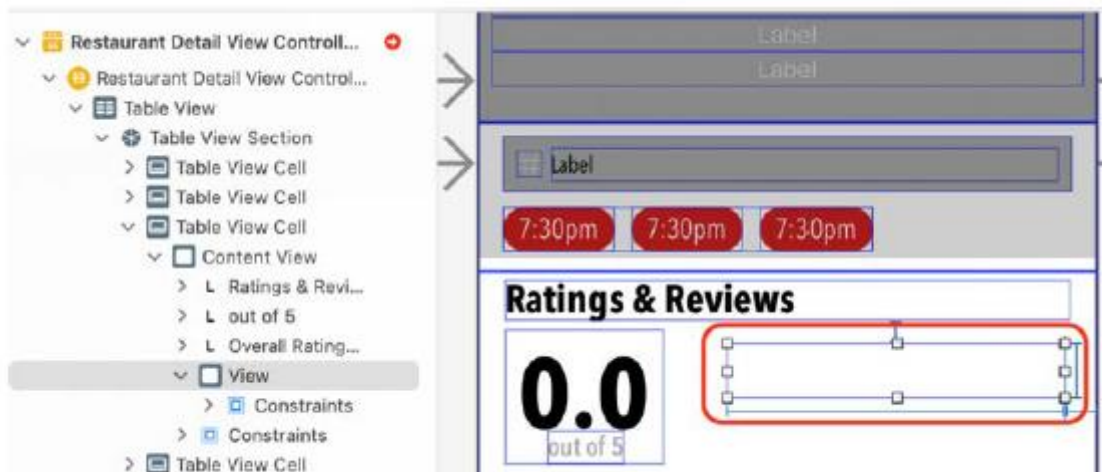 Restaurant Detail View Controll...
Restaurant Detail View Control...
Table View
Table View Section
Table View Cell
Table View Cell
Table View Cell
Content View
L Ratings & Revi...
L out of 5
L Overall Rating...
View
Constraints
Constraints
Table View Cell
Label
Label
Label
7:30pm 7:30pm 7:30pm
Ratings & Reviews
0.0
out of 5